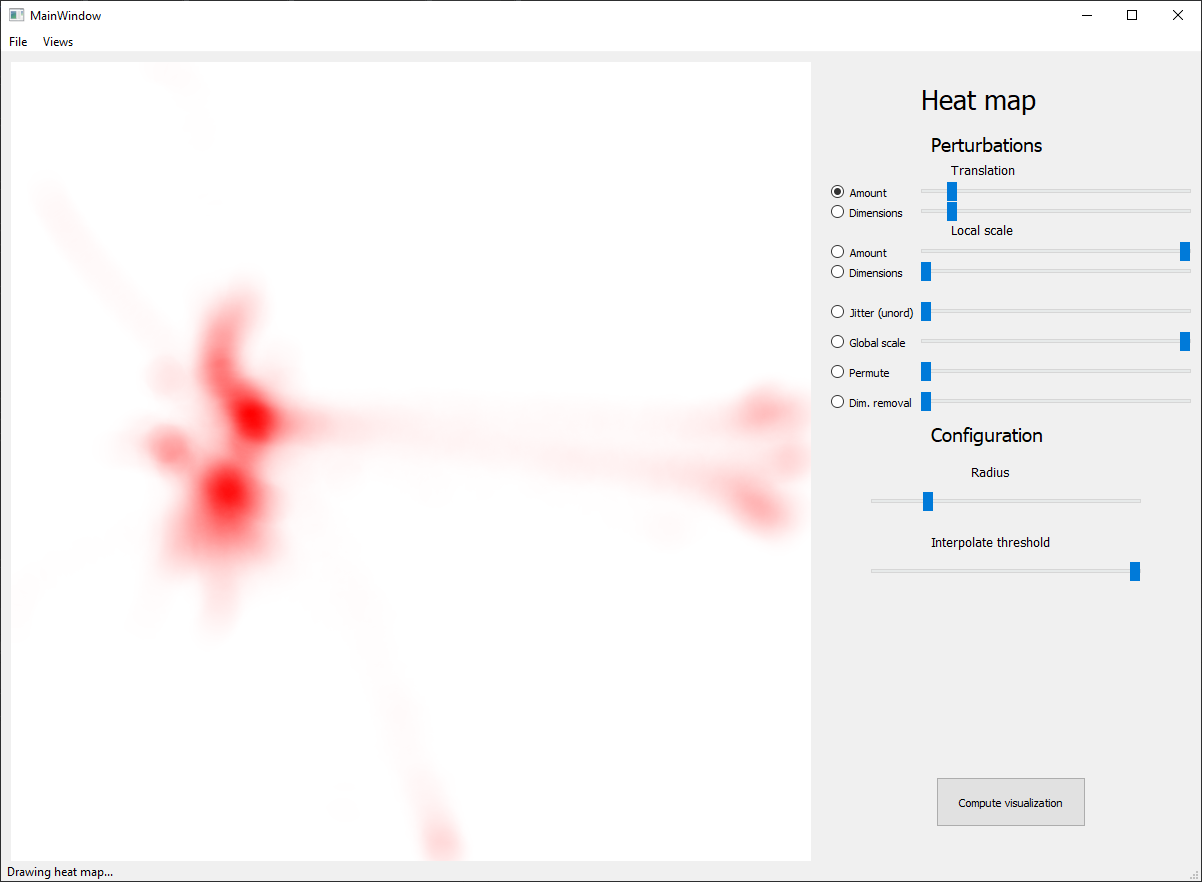 MainWindow
File Views
Heat map
Perturbations
Translation
Amount
Dimensions
Local scale
Amount
Dimensions
Jitter (unord)
Global scale
Permute
Dim. removal
Configuration
Radius
Interpolate threshold
Compute visualization
Drawing heat map...